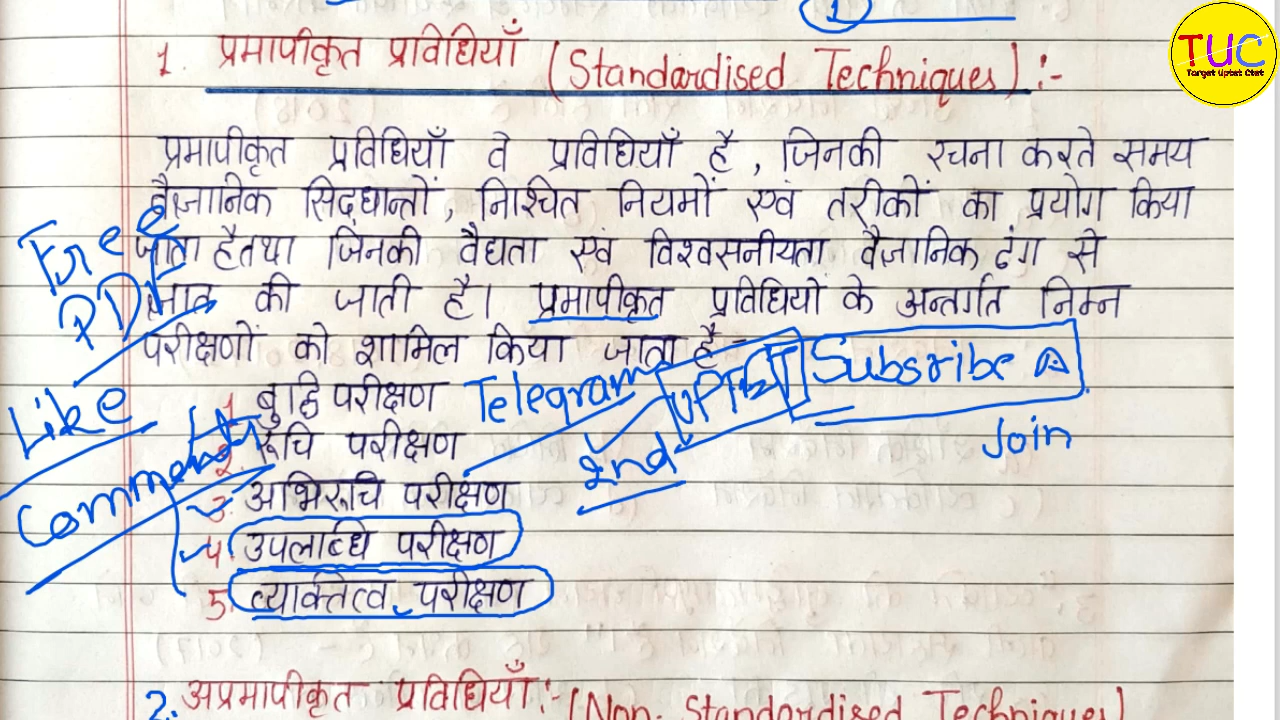 1
TUC
Target Uptet Ctet
1. प्रमापीकृत प्रविधियाँ (Standardised Techniques) :-
प्रमापीकृत प्रविधियाँ वे प्रविधियाँ है, जिनकी रचना करते समय
वैज्ञानिक सिद्धान्तों, निश्चित नियमों एवं तरीकों का प्रयोग किया
जाता है तथा जिनकी वैद्यता एवं विश्वसनीयता वैज्ञानिक ढंग से
की जाती है। प्रमापीकृत प्रविधियों के अन्तर्गत निम्न
परीक्षणों को शामिल किया जाता है -
Free
PDF
Like
Comment
1. बुद्धि परीक्षण
2. रूचि परीक्षण
3. अभिरूचि परीक्षण
4. उपलब्धि परीक्षण
5. व्यक्तित्व परीक्षण
Telegram
UPTET
2nd
Subsribe
Join
2. अप्रमापीकृत प्रविधियाँ :- (Non-Standardised Techniques)